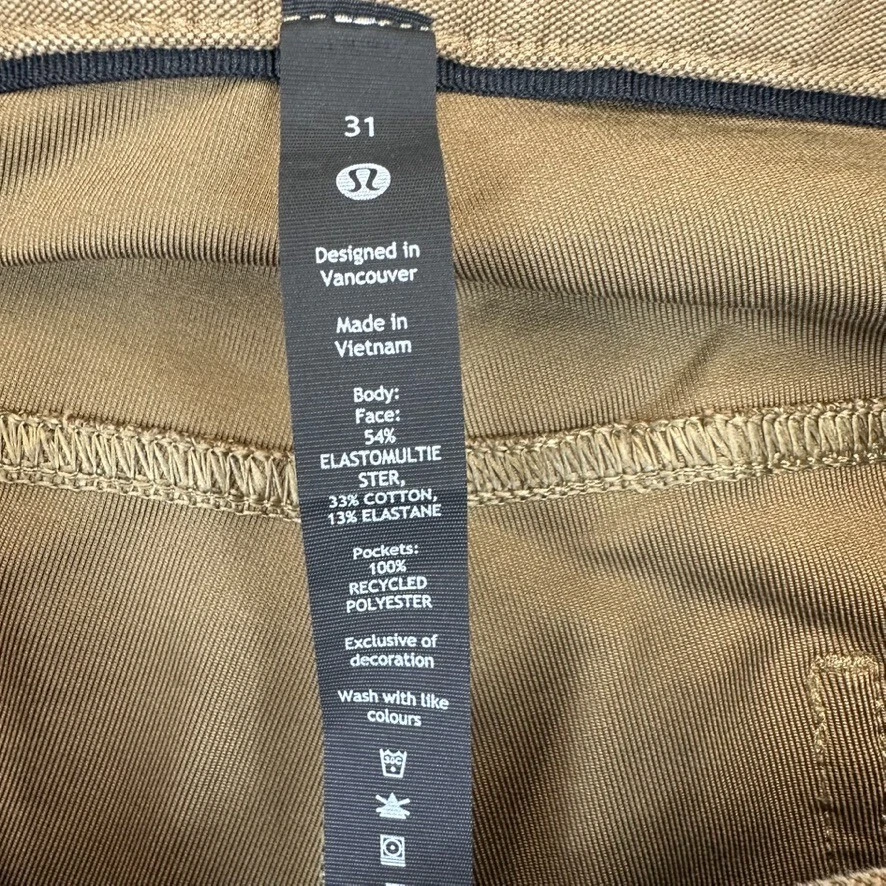 31
Designed in
Vancouver
Made in
Vietnam
Body:
Face:
54%
ELASTOMULTIE
STER,
33% COTTON,
13% ELASTANE
Pockets:
100%
RECYCLED
POLYESTER
Exclusive of
decoration
Wash with like
colours
30C